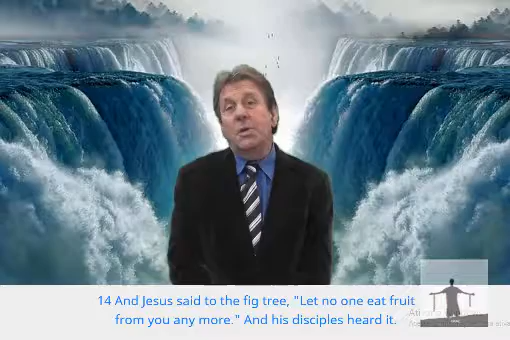 14 And Jesus said to the fig tree, "Let no one eat fruit
from you any more." And his disciples heard it.